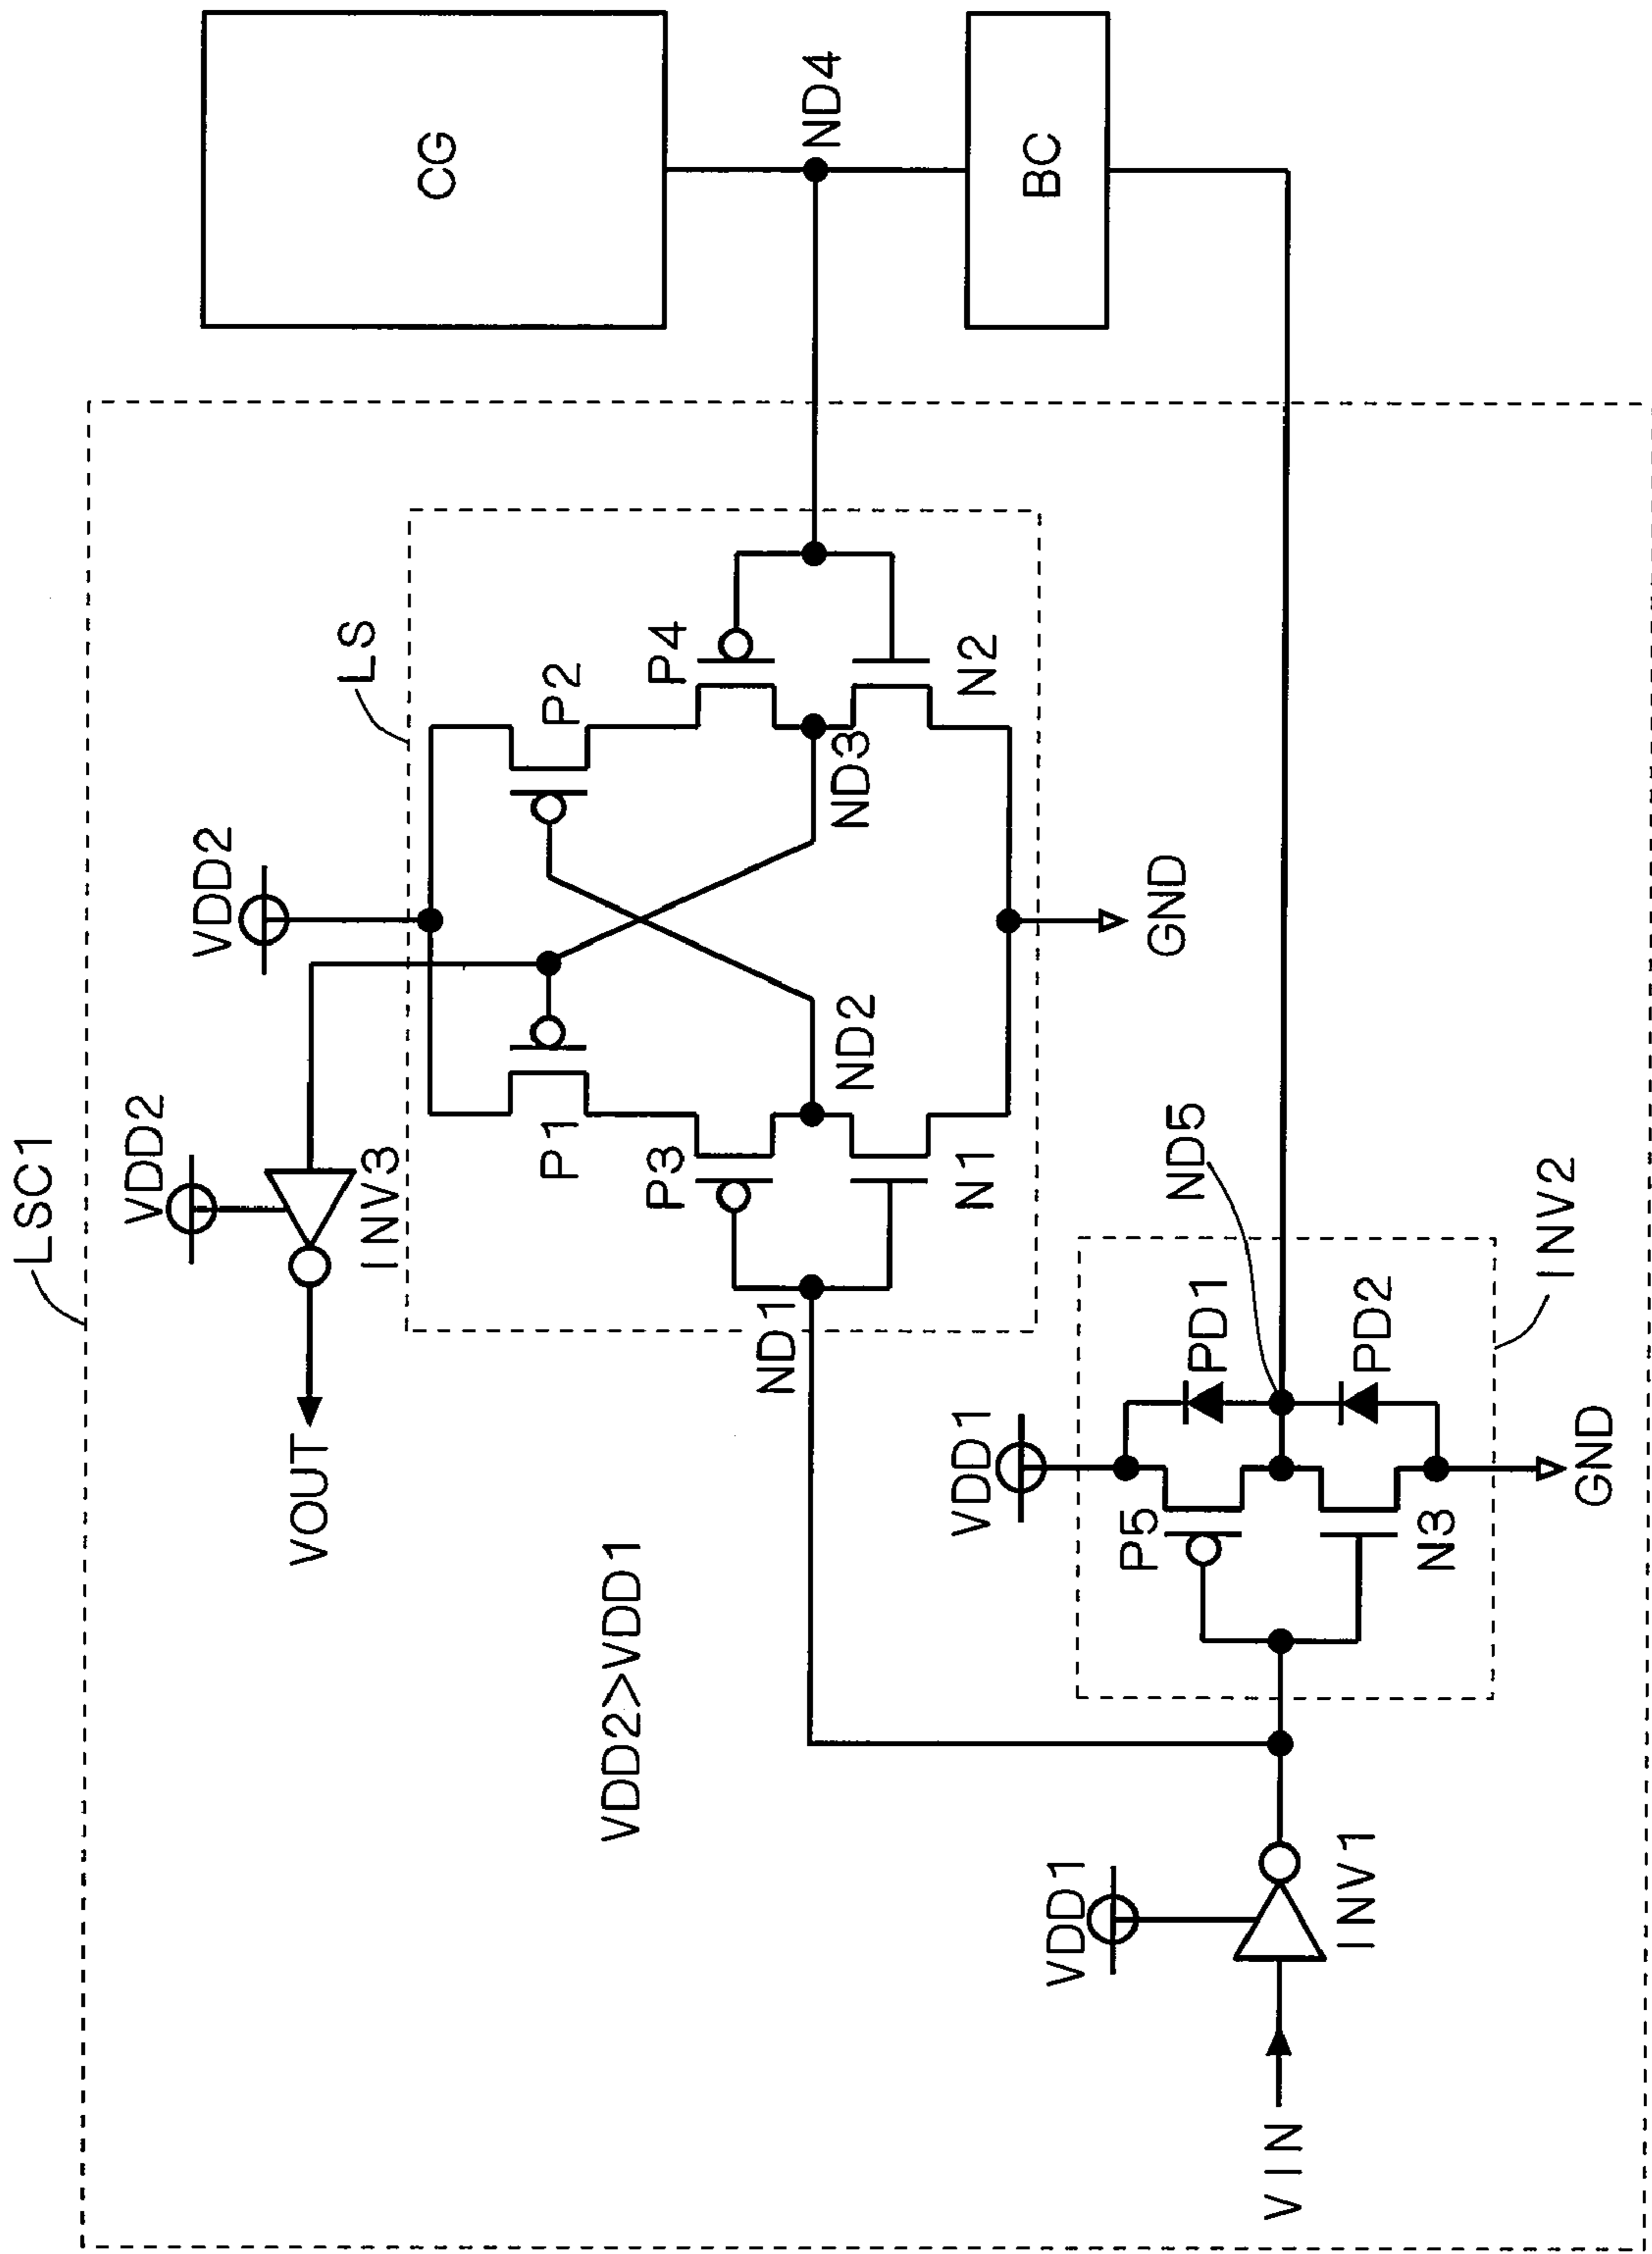 LSC1
VDD2
VDD2
LS
CG
VOUT
INV3
P1
P2
P3
P4
ND4
VDD2>VDD1
ND1
ND2
ND3
N1
N2
BC
VDD1
VDD1
GND
ND5
P5
PD1
VIN
INV1
N3
PD2
INV2
GND